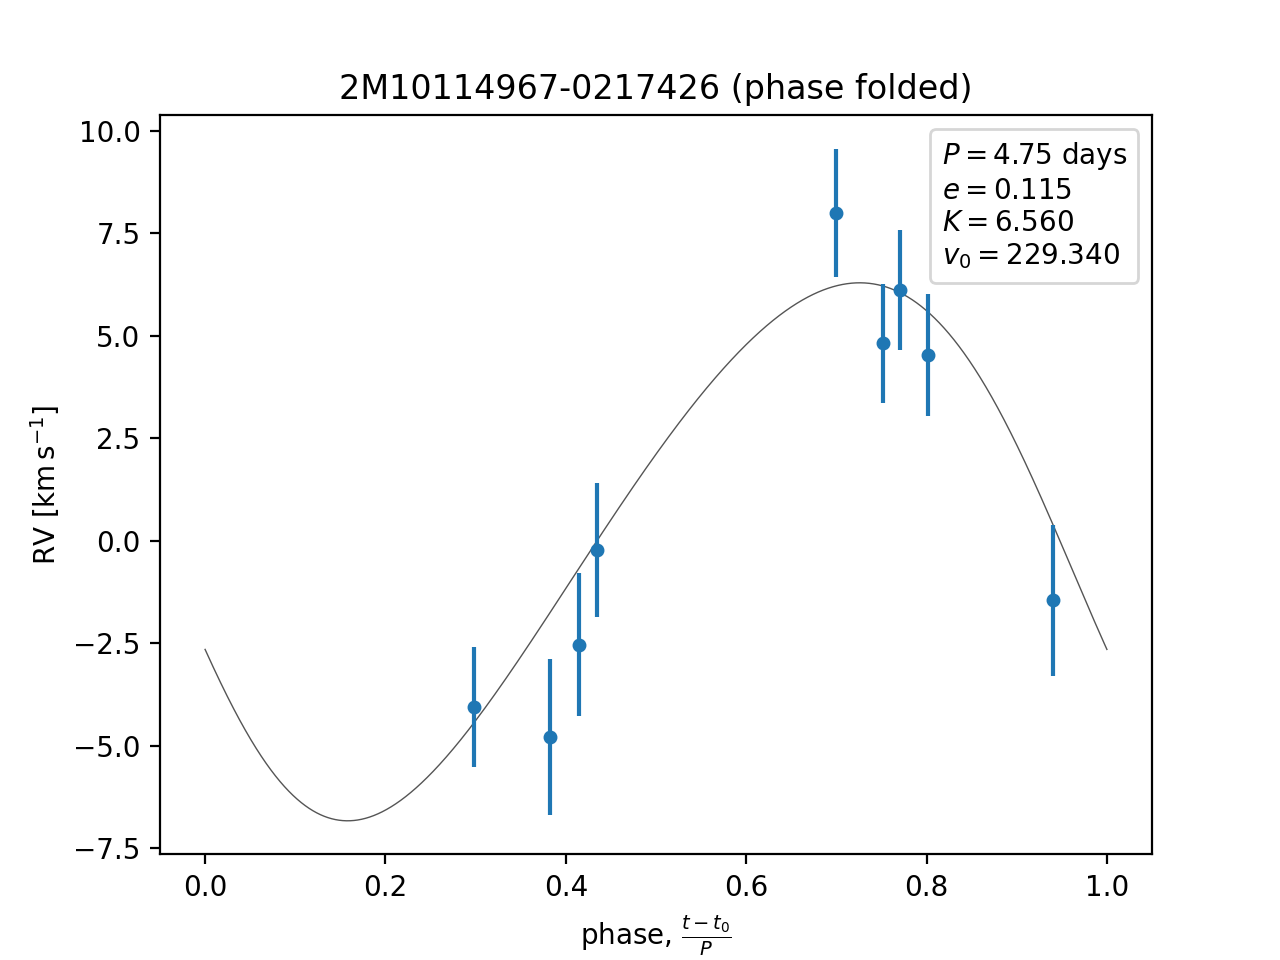 2M10114967-0217426 (phase folded)
P = 4.75 days
e = 0.115
K = 6.560
v₀ = 229.340
10.0
7.5
5.0
2.5
0.0
−2.5
−5.0
−7.5
RV [km s⁻¹]
0.0 0.2 0.4 0.6 0.8 1.0
phase, (t − t₀)/P